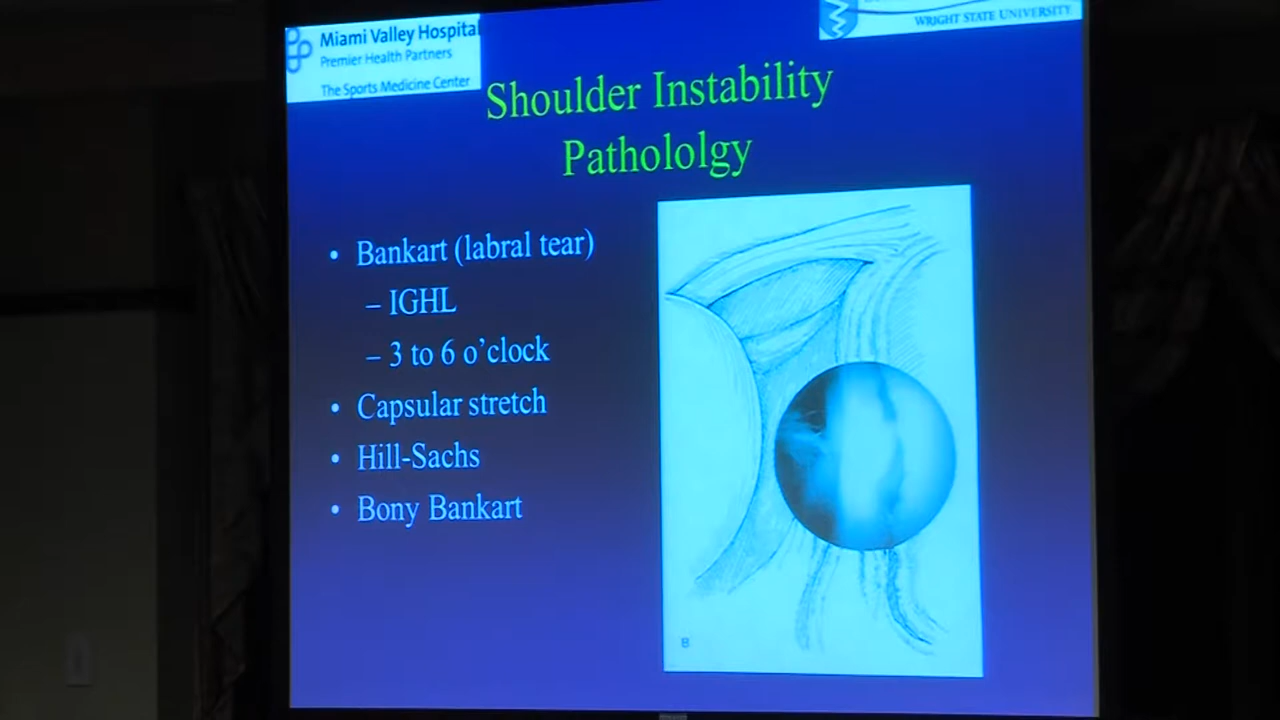 Miami Valley Hospital
Premier Health Partners
The Sports Medicine Center
WRIGHT STATE UNIVERSITY
Shoulder Instability
Pathololgy
• Bankart (labral tear)
– IGHL
– 3 to 6 o'clock
• Capsular stretch
• Hill-Sachs
• Bony Bankart
B